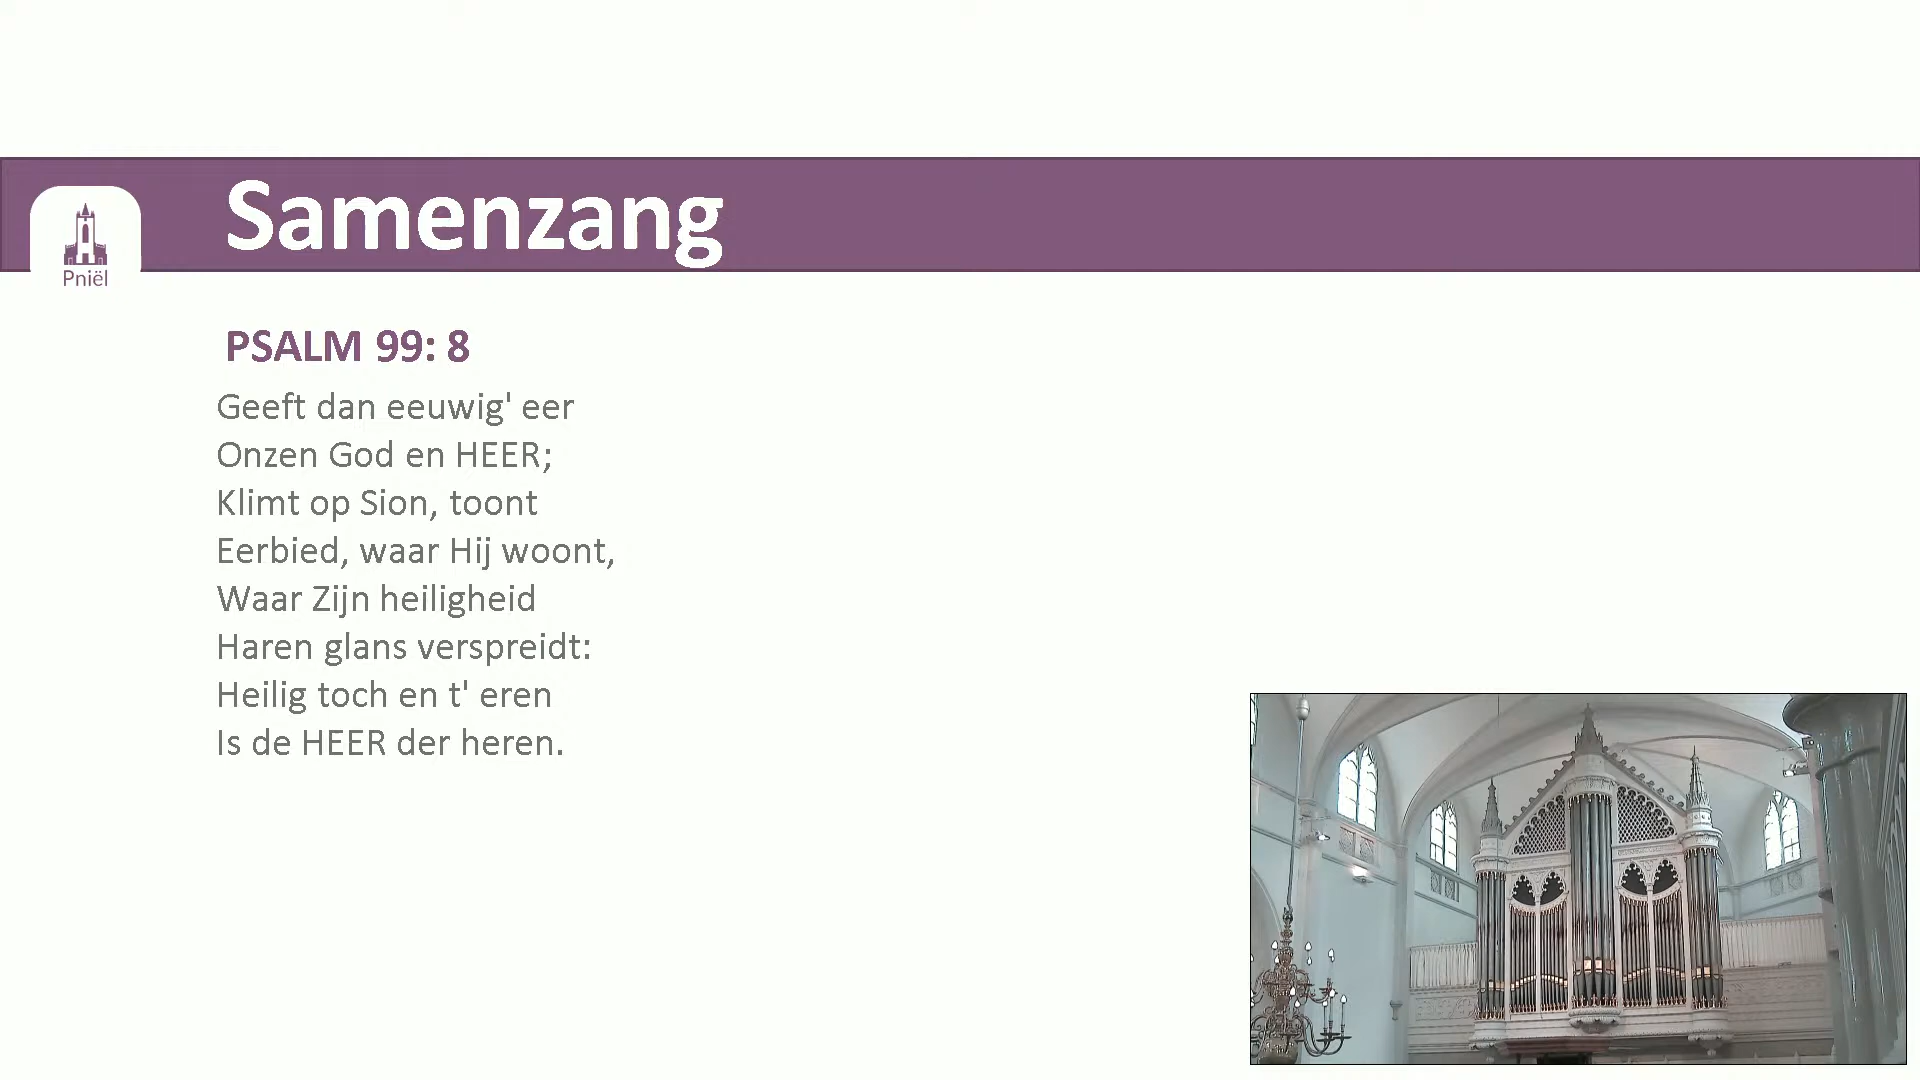 Samenzang
Pniël
PSALM 99: 8
Geeft dan eeuwig' eer
Onzen God en HEER;
Klimt op Sion, toont
Eerbied, waar Hij woont,
Waar Zijn heiligheid
Haren glans verspreidt:
Heilig toch en t' eren
Is de HEER der heren.